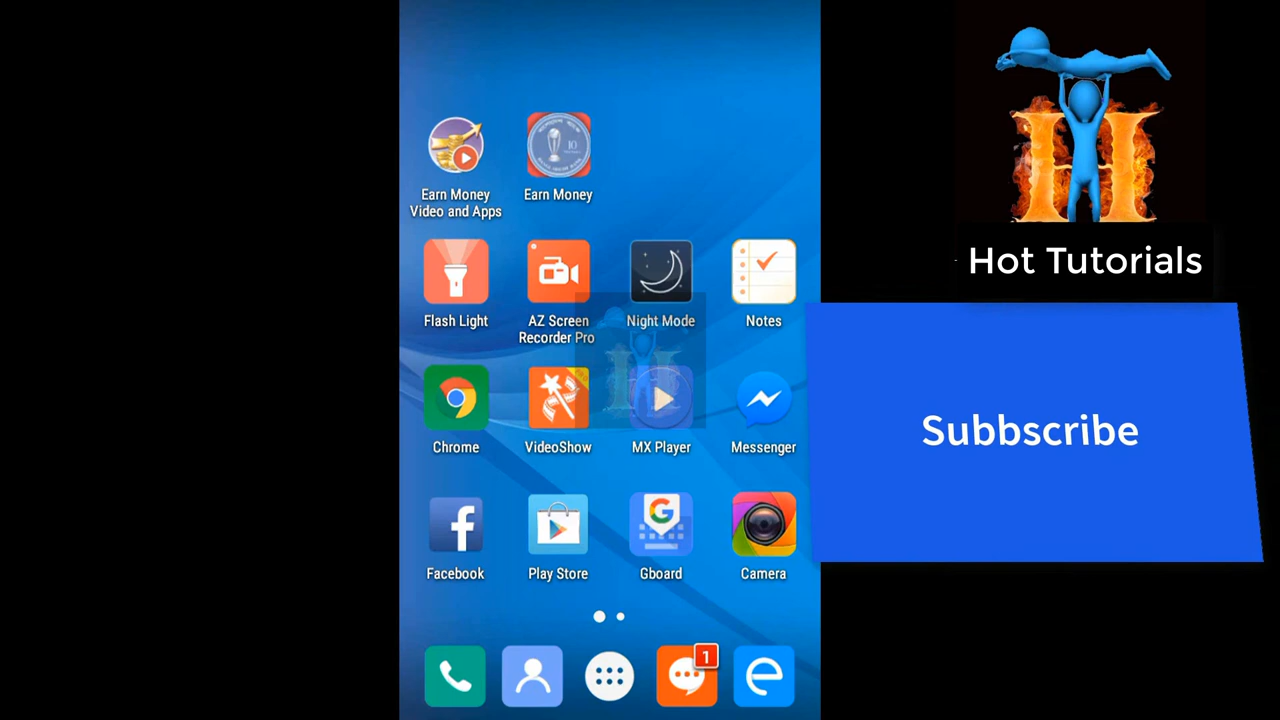 Earn Money
Video and Apps
Earn Money
Flash Light
AZ Screen
Recorder Pro
Night Mode
Notes
Chrome
VideoShow
MX Player
Messenger
Facebook
Play Store
Gboard
Camera
1
Hot Tutorials
Subbscribe